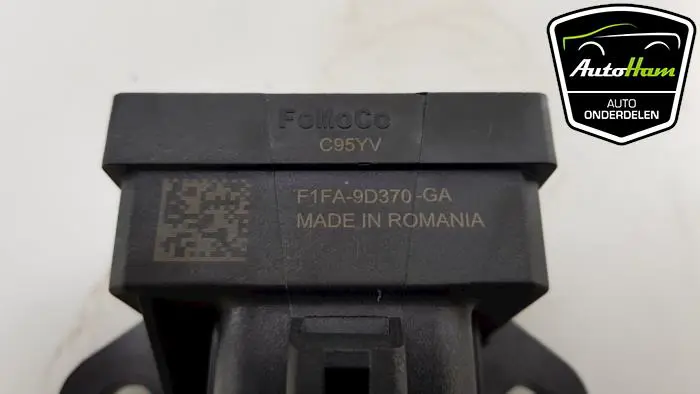 FoMoCo
C95YV
F1FA-9D370-GA
MADE IN ROMANIA
AutoHam
AUTO
ONDERDELEN